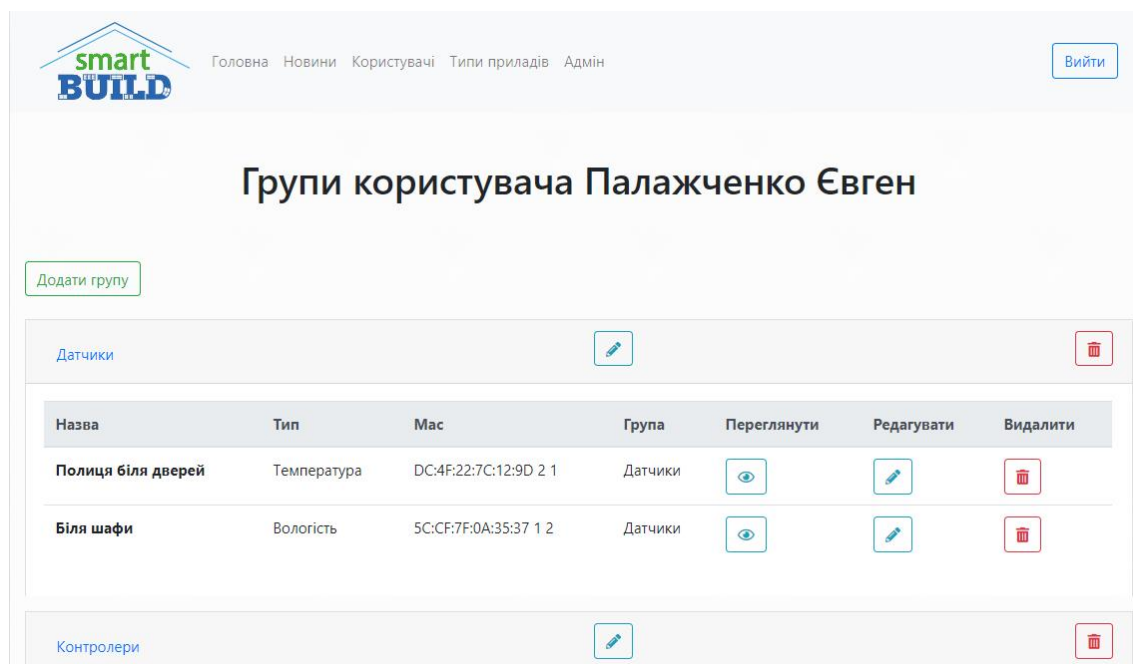 smart
BUILD
Головна Новини Користувачі Типи приладів Адмін Вийти
Групи користувача Палажченко Євген
Додати групу
Датчики
Назва Тип Mac Група Переглянути Редагувати Видалити
Полиця біля дверей Температура DC:4F:22:7C:12:9D 2 1 Датчики
Біля шафи Вологість 5C:CF:7F:0A:35:37 1 2 Датчики
Контролери